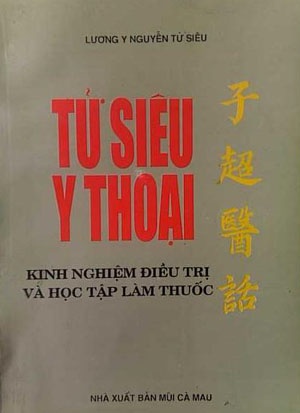 LƯƠNG Y NGUYỄN TỬ SIÊU
TỬ SIÊU
Y THOẠI
子超醫話
KINH NGHIỆM ĐIỀU TRỊ
VÀ HỌC TẬP LÀM THUỐC
NHÀ XUẤT BẢN MŨI CÀ MAU